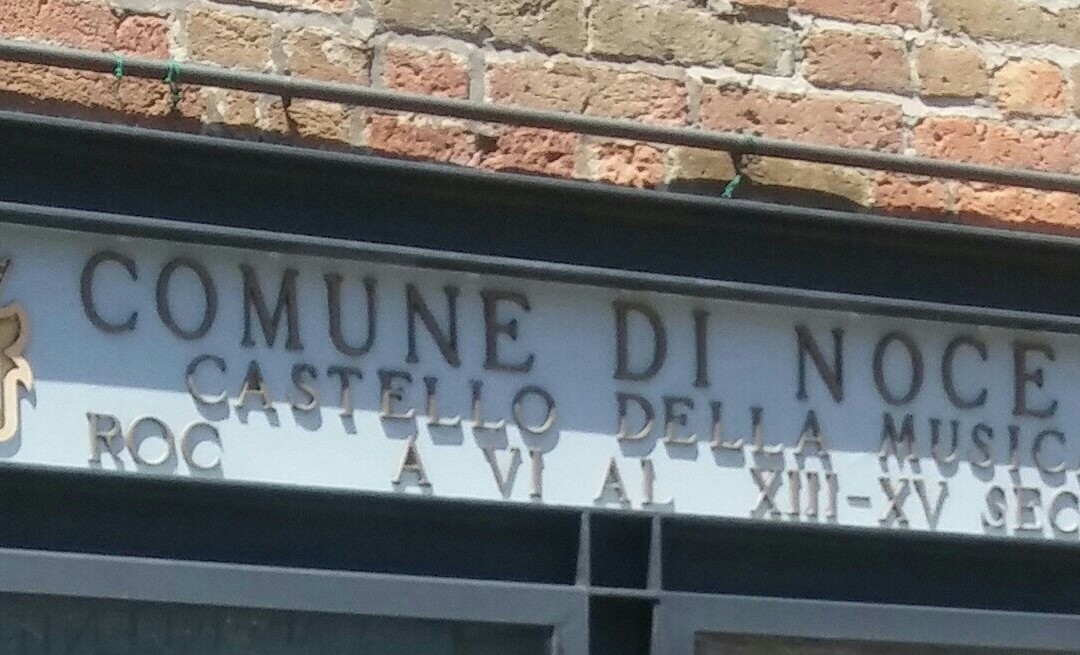 COMUNE DI NOCE
CASTELLO DELLA MUSIC
ROC A VI AL XIII-XV SEC